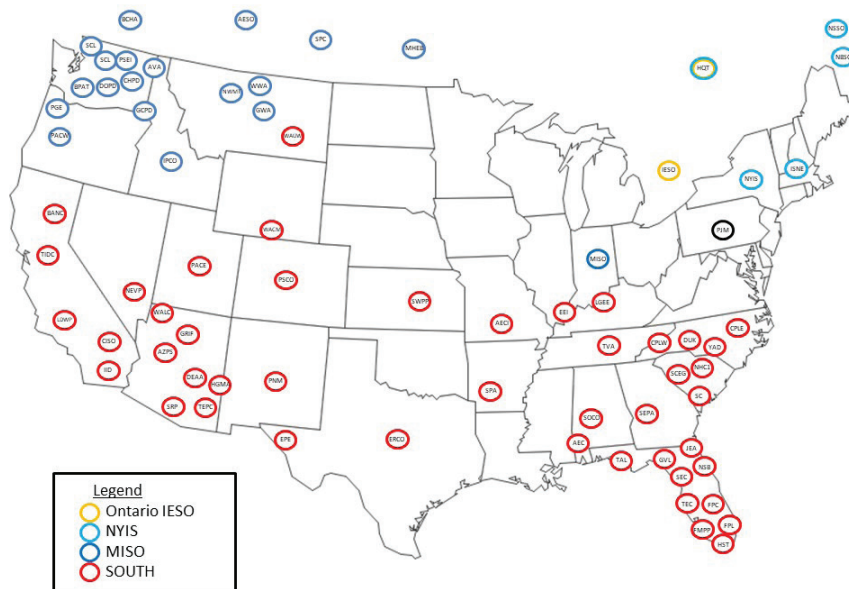 BCHA
AESO
SPC
MHEB
NSSO
NBSO
HQT
SCL
SCL
PSEI
AVA
BPAT
DOPD
CHPD
PGE
GCPD
PACW
IPCO
NWMT
WWA
GWA
WAUW
IESO
NYIS
ISNE
PJM
MISO
BANC
TIDC
WACM
PACE
PSCO
NEVP
SWPP
LDWP
WALC
GRIF
CISO
AZPS
IID
DEAA
HGMA
PNM
SRP
TEPC
EPE
ERCO
AECI
SPA
EEI
LGEE
TVA
CPLW
DUK
CPLE
YAD
SCEG
NHC1
SC
SOCO
SEPA
AEC
TAL
JEA
GVL
NSB
SEC
TEC
FPC
FMPP
FPL
HST
Legend
Ontario IESO
NYIS
MISO
SOUTH